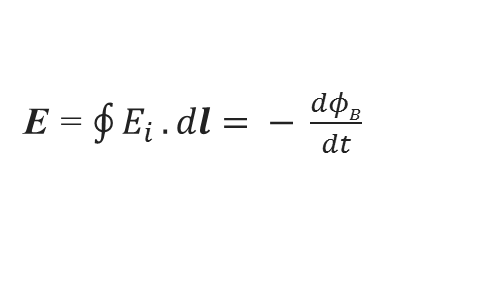 E = ∮ Eᵢ . dl = − dϕ_B / dt